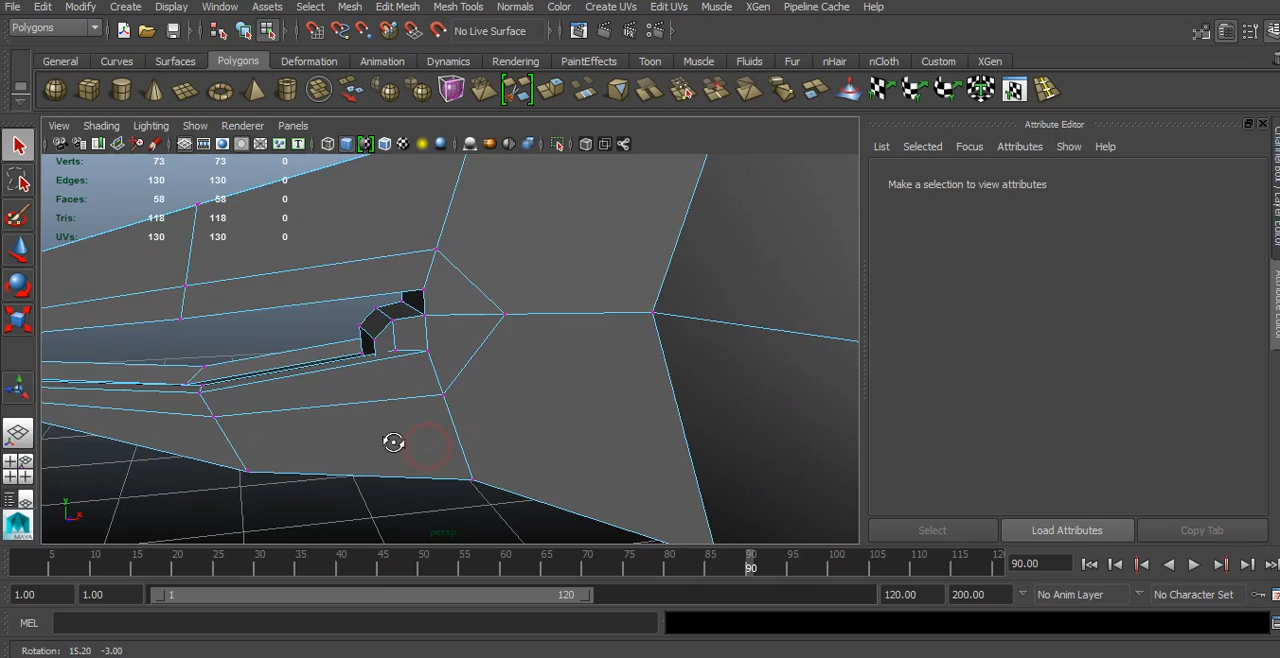 File Edit Modify Create Display Window Assets Select Mesh Edit Mesh Mesh Tools Normals Color Create UVs Edit UVs Muscle XGen Pipeline Cache Help
Polygons No Live Surface
General Curves Surfaces Polygons Deformation Animation Dynamics Rendering PaintEffects Toon Muscle Fluids Fur nHair nCloth Custom XGen
View Shading Lighting Show Renderer Panels
Attribute Editor
List Selected Focus Attributes Show Help
Make a selection to view attributes
Verts: 73 73 0
Edges: 130 130 0
Faces: 58 58 0
Tris: 118 118 0
UVs: 130 130 0
y
x
persp
MAYA
Select Load Attributes Copy Tab
5 10 15 20 25 30 35 40 45 50 55 60 65 70 75 80 85 90 95 100 105 110 115
90
90.00
1.00 1.00 1 120 120.00 200.00 No Anim Layer No Character Set
MEL
Rotation: 15.20 -3.00